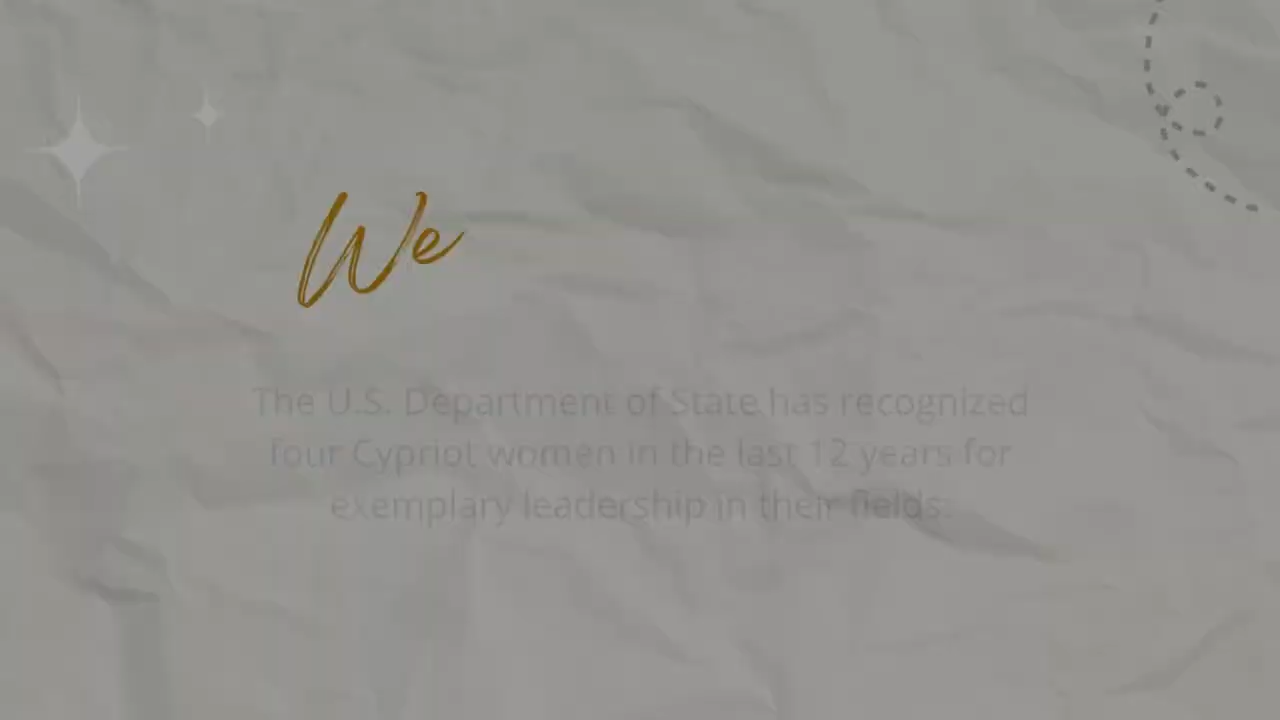 We
The U.S. Department of State has recognized
four Cypriot women in the last 12 years for
exemplary leadership in their fields.